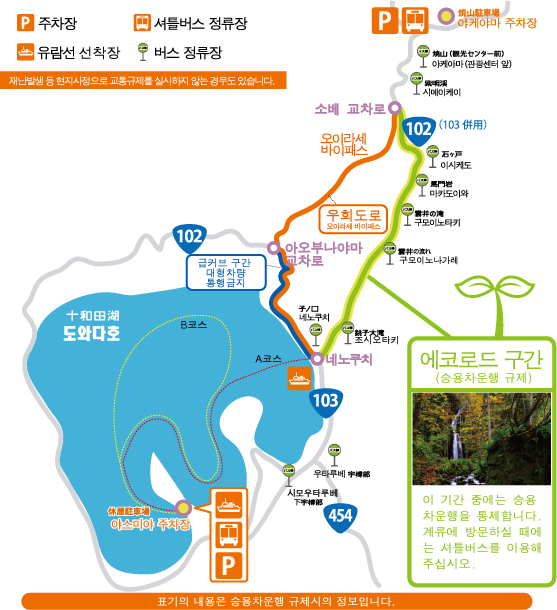 P 주차장
셔틀버스 정류장
유람선 선착장
버스 정류장
재난발생 등 현지사정으로 교통규제를 실시하지 않는 경우도 있습니다.
P
焼山駐車場
야케야마 주차장
焼山 (観光センター前)
야케야마 (관광센터 앞)
紫明渓
시메이케이
소베 교차로
102
(103 併用)
오이라세
바이패스
石ヶ戸
이시케도
馬門岩
마카도이와
우회도로
오이라세 바이패스
雲井の滝
구모이노타키
102
아오부나야마
교차로
급커브 구간
대형차량
통행금지
雲井の流れ
구모이노나가레
子ノ口
네노쿠치
銚子大滝
조시오타키
十和田湖
도와다호
B코스
A코스
네노쿠치
103
에코로드 구간
(승용차운행 규제)
이 기간 중에는 승용
차운행을 통제합니다.
계류에 방문하실 때에
는 셔틀버스를 이용해
주십시오.
우타루베 宇樽部
시모우타루베
下宇樽部
454
休屋駐車場
야스미야 주차장
P
표기의 내용은 승용차운행 규제시의 정보입니다.